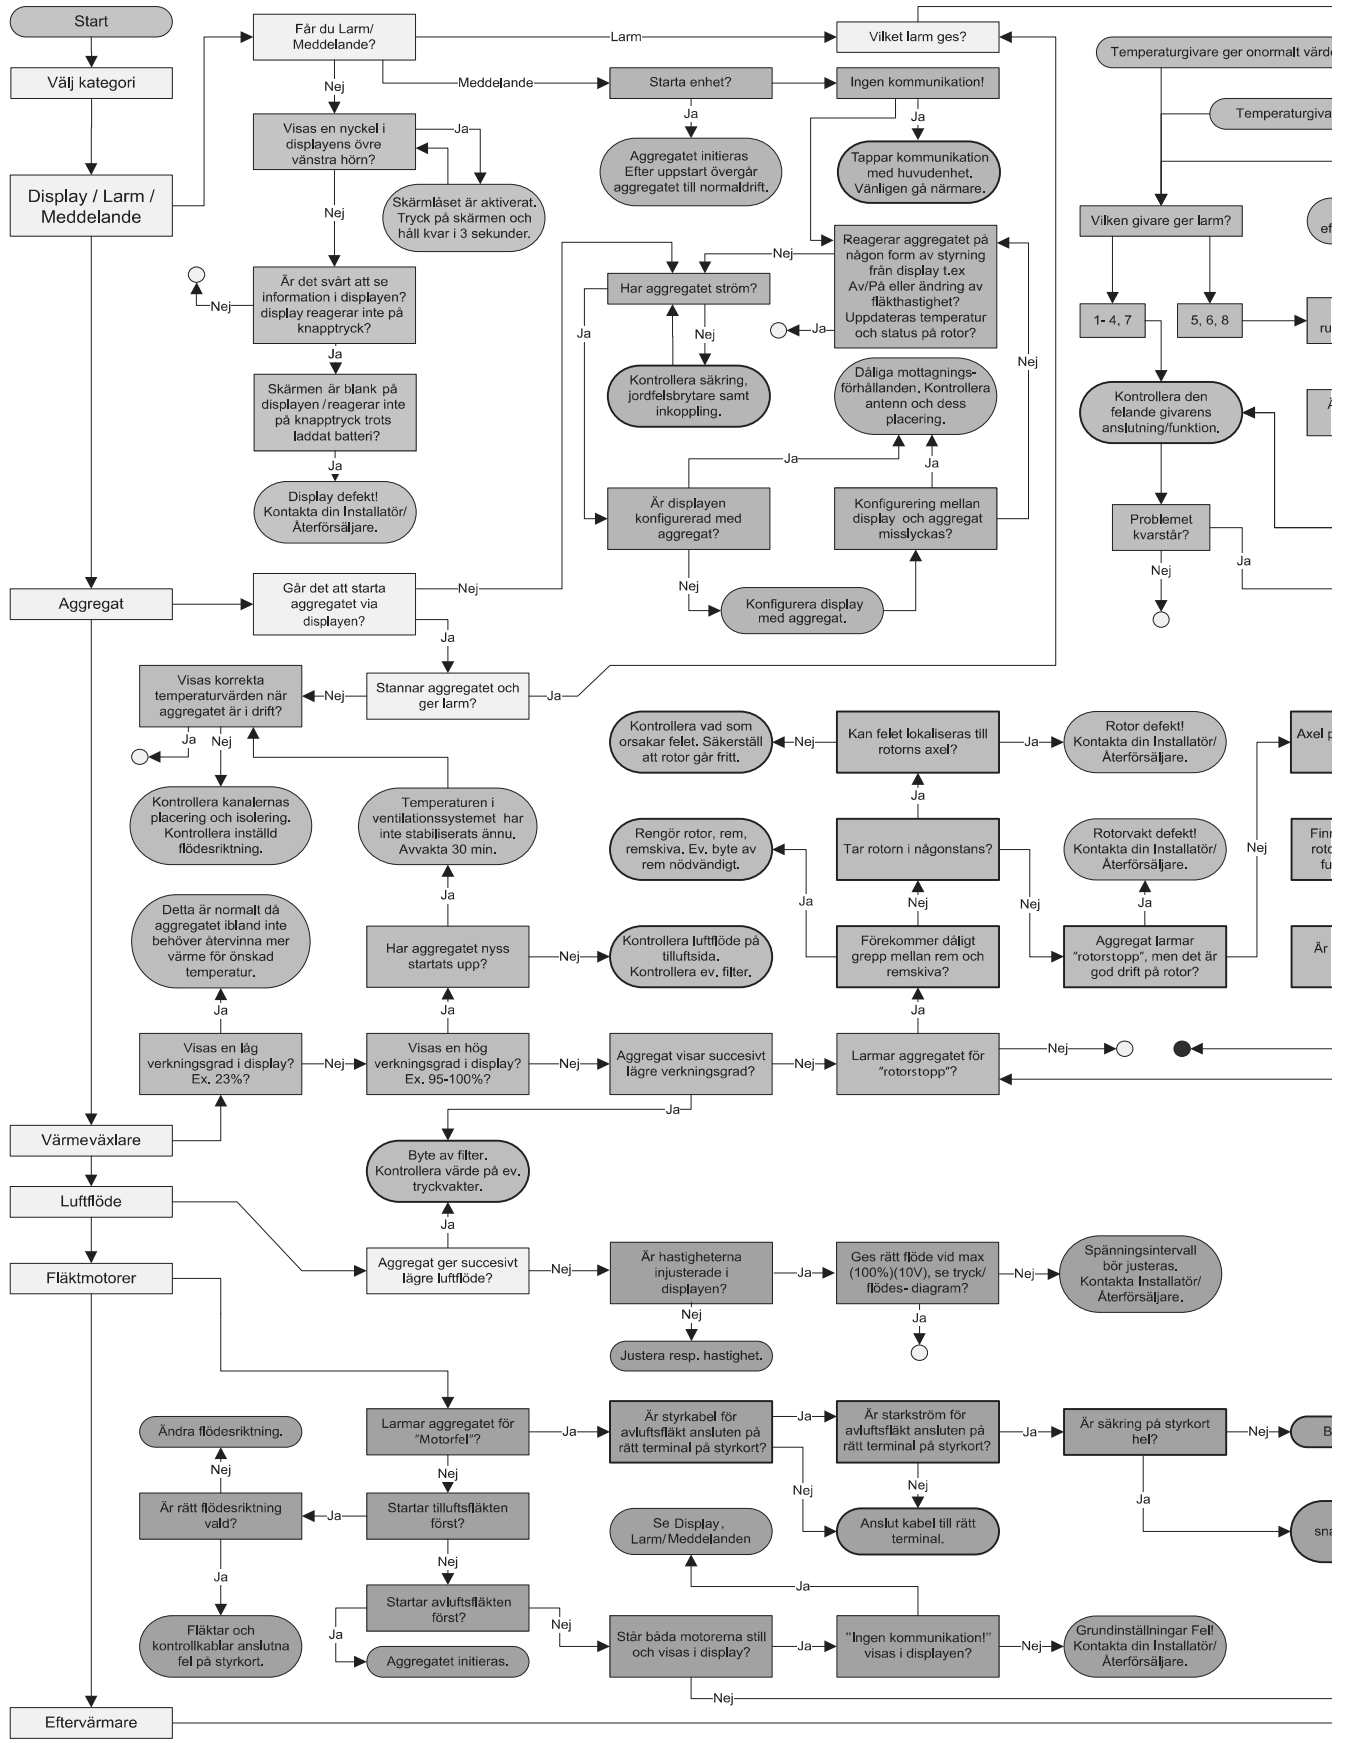 Start
Välj kategori
Display / Larm /
Meddelande
Får du Larm/
Meddelande?
Larm
Vilket larm ges?
Nej
Meddelande
Starta enhet?
Ingen kommunikation!
Ja
Ja
Visas en nyckel i
displayens övre
vänstra hörn?
Ja
Aggregatet initieras
Efter uppstart övergår
aggregatet till normaldrift.
Tappar kommunikation
med huvudenhet.
Vänligen gå närmare.
Skärmlåset är aktiverat.
Tryck på skärmen och
håll kvar i 3 sekunder.
Nej
Är det svårt att se
information i displayen?
display reagerar inte på
knapptryck?
Nej
Ja
Skärmen är blank på
displayen/reagerar inte
på knapptryck trots
laddat batteri?
Ja
Display defekt!
Kontakta din Installatör/
Återförsäljare.
Har aggregatet ström?
Nej
Reagerar aggregatet på
någon form av styrning
från display t.ex
Av/På eller ändring av
fläkthastighet?
Uppdateras temperatur
och status på rotor?
Ja
Nej
Ja
Nej
Kontrollera säkring,
jordfelsbrytare samt
inkoppling.
Dåliga mottagnings-
förhållanden. Kontrollera
antenn och dess
placering.
Ja
Ja
Är displayen
konfigurerad med
aggregat?
Konfigurering mellan
display och aggregat
misslyckas?
Nej
Konfigurera display
med aggregat.
Temperaturgivare ger onormalt värd
Temperaturgiva
Vilken givare ger larm?
ef
1- 4, 7
5, 6, 8
ru
Kontrollera den
felande givarens
anslutning/funktion.
Problemet
kvarstår?
Ja
Nej
Aggregat
Går det att starta
aggregatet via
displayen?
Nej
Ja
Stannar aggregatet och
ger larm?
Ja
Nej
Visas korrekta
temperaturvärden när
aggregatet är i drift?
Ja
Nej
Kontrollera kanalernas
placering och isolering.
Kontrollera inställd
flödesriktning.
Temperaturen i
ventilationssystemet har
inte stabiliserats ännu.
Avvakta 30 min.
Ja
Kontrollera vad som
orsakar felet. Säkerställ
att rotor går fritt.
Nej
Kan felet lokaliseras till
rotorns axel?
Ja
Rotor defekt!
Kontakta din Installatör/
Återförsäljare.
Axel p
Ja
Rengör rotor, rem,
remskiva. Ev. byte av
rem nödvändigt.
Tar rotorn i någonstans?
Rotorvakt defekt!
Kontakta din Installatör/
Återförsäljare.
Nej
Finn
roto
fu
Ja
Nej
Nej
Ja
Detta är normalt då
aggregatet ibland inte
behöver återvinna mer
värme för önskad
temperatur.
Har aggregatet nyss
startats upp?
Nej
Kontrollera luftflöde på
tilluftsida.
Kontrollera ev. filter.
Förekommer dåligt
grepp mellan rem och
remskiva?
Aggregat larmar
"rotorstopp", men det är
god drift på rotor?
Är
Ja
Ja
Ja
Visas en låg
verkningsgrad i display?
Ex. 23%?
Nej
Visas en hög
verkningsgrad i display?
Ex. 95-100%?
Nej
Aggregat visar succesivt
lägre verkningsgrad?
Nej
Larmar aggregatet för
"rotorstopp"?
Nej
Ja
Värmeväxlare
Byte av filter.
Kontrollera värde på ev.
tryckvakter.
Luftflöde
Ja
Aggregat ger succesivt
lägre luftflöde?
Nej
Är hastigheterna
injusterade i
displayen?
Ja
Ges rätt flöde vid max
(100%)(10V), se tryck/
flödes- diagram?
Nej
Spänningsintervall
bör justeras.
Kontakta Installatör/
Återförsäljare.
Nej
Ja
Justera resp. hastighet.
Fläktmotorer
Ändra flödesriktning.
Larmar aggregatet för
"Motorfel"?
Ja
Är styrkabel för
avluftsfläkt ansluten på
rätt terminal på styrkort?
Ja
Är starkström för
avluftsfläkt ansluten på
rätt terminal på styrkort?
Ja
Är säkring på styrkort
hel?
Nej
B
Nej
Nej
Nej
Nej
Ja
Är rätt flödesriktning
vald?
Ja
Startar tilluftsfläkten
först?
Se Display,
Larm/Meddelanden
Anslut kabel till rätt
terminal.
sna
Nej
Ja
Ja
Startar avluftsfläkten
först?
Nej
Ja
Fläktar och
kontrollkablar anslutna
fel på styrkort.
Aggregatet initieras.
Står båda motorerna still
och visas i display?
Ja
"Ingen kommunikation!"
visas i displayen?
Nej
Grundinställningar Fel!
Kontakta din Installatör/
Återförsäljare.
Nej
Eftervärmare